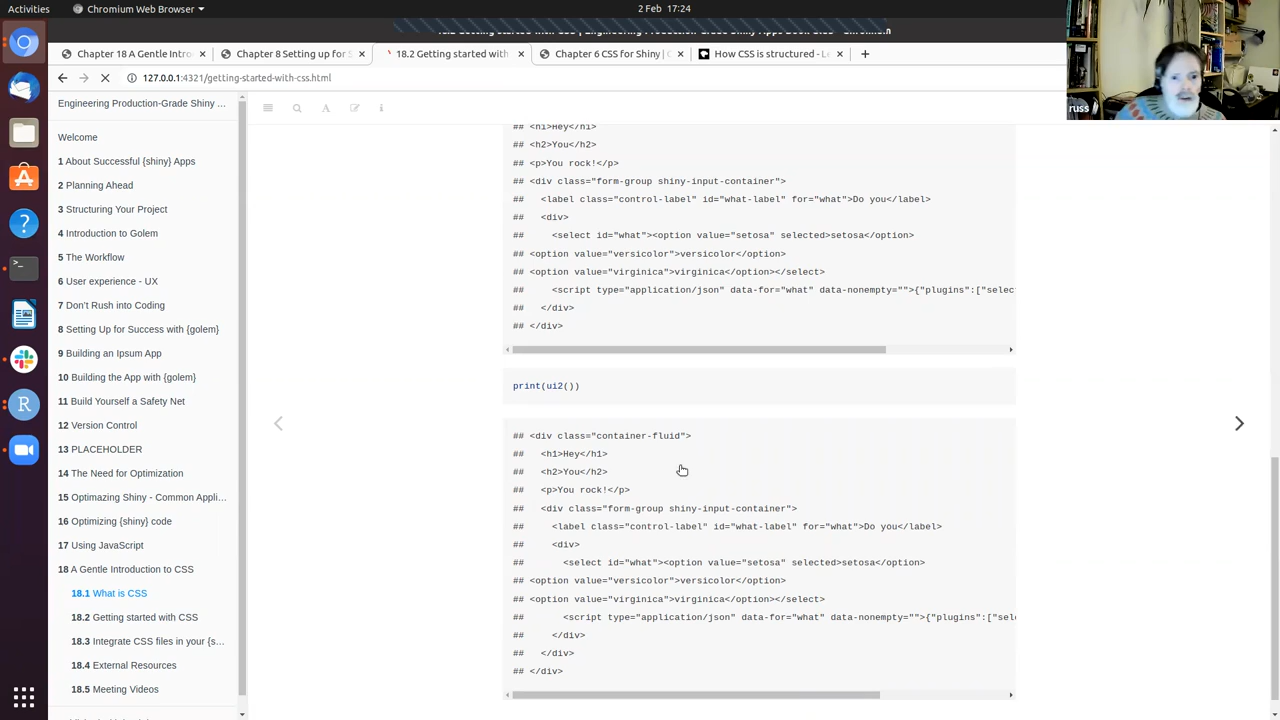 Activities
Chromium Web Browser
2 Feb 17:24
Chapter 18 A Gentle Intro
Chapter 8 Setting up for S
18.2 Getting started with
Chapter 6 CSS for Shiny | C
How CSS is structured - Le
127.0.0.1:4321/getting-started-with-css.html
russ
Engineering Production-Grade Shiny ...
Welcome
1 About Successful {shiny} Apps
2 Planning Ahead
3 Structuring Your Project
4 Introduction to Golem
5 The Workflow
6 User experience - UX
7 Don't Rush into Coding
8 Setting Up for Success with {golem}
9 Building an Ipsum App
10 Building the App with {golem}
11 Build Yourself a Safety Net
12 Version Control
13 PLACEHOLDER
14 The Need for Optimization
15 Optimazing Shiny - Common Appli...
16 Optimizing {shiny} code
17 Using JavaScript
18 A Gentle Introduction to CSS
18.1 What is CSS
18.2 Getting started with CSS
18.3 Integrate CSS files in your {s...
18.4 External Resources
18.5 Meeting Videos
## <h1>Hey</h1>
## <h2>You</h2>
## <p>You rock!</p>
## <div class="form-group shiny-input-container">
##   <label class="control-label" id="what-label" for="what">Do you</label>
##   <div>
##     <select id="what"><option value="setosa" selected>setosa</option>
## <option value="versicolor">versicolor</option>
## <option value="virginica">virginica</option></select>
##     <script type="application/json" data-for="what" data-nonempty="">{"plugins":["selec
##   </div>
## </div>
print(ui2())
## <div class="container-fluid">
##   <h1>Hey</h1>
##   <h2>You</h2>
##   <p>You rock!</p>
##   <div class="form-group shiny-input-container">
##     <label class="control-label" id="what-label" for="what">Do you</label>
##     <div>
##       <select id="what"><option value="setosa" selected>setosa</option>
## <option value="versicolor">versicolor</option>
## <option value="virginica">virginica</option></select>
##       <script type="application/json" data-for="what" data-nonempty="">{"plugins":["sel
##     </div>
##   </div>
## </div>